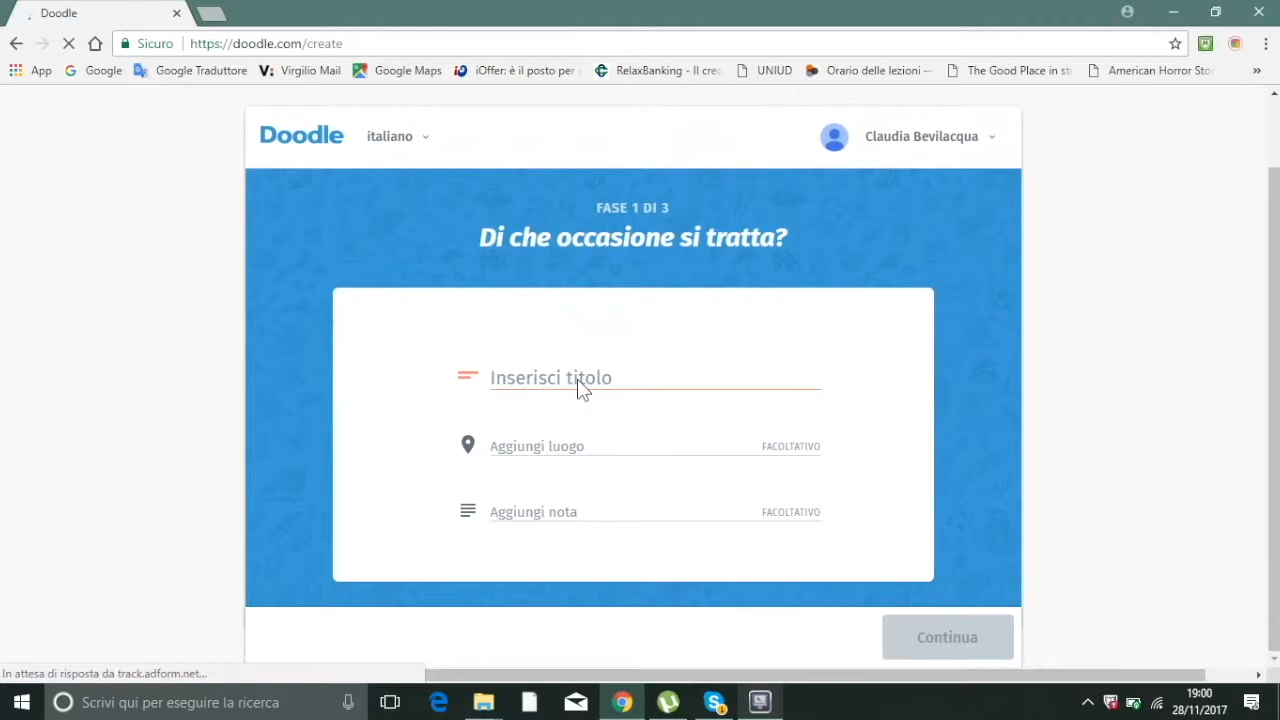 Doodle
Sicuro | https://doodle.com/create
App Google Google Traduttore Virgilio Mail Google Maps iOffer: è il posto per RelaxBanking - Il cre UNIUD Orario delle lezioni – The Good Place in st American Horror Stor »
Doodle italiano Claudia Bevilacqua
FASE 1 DI 3
Di che occasione si tratta?
Inserisci titolo
Aggiungi luogo FACOLTATIVO
Aggiungi nota FACOLTATIVO
Continua
In attesa di risposta da track.adform.net...
Scrivi qui per eseguire la ricerca
19:00
28/11/2017